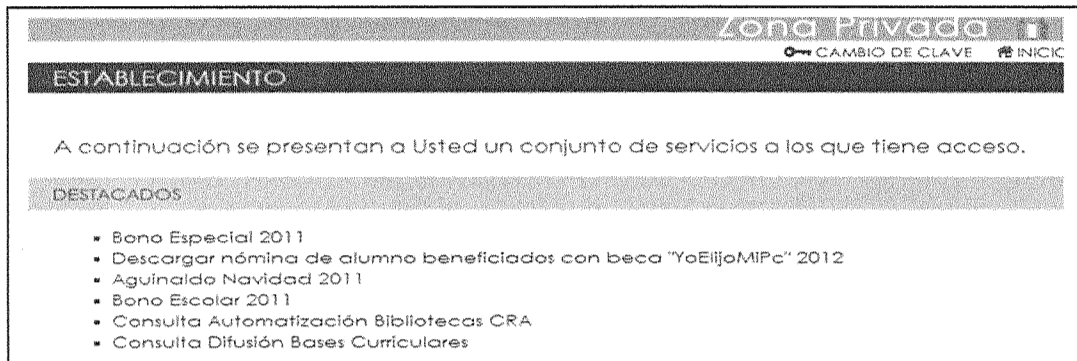 Zona Privada
CAMBIO DE CLAVE INICIO
ESTABLECIMIENTO
A continuación se presentan a Usted un conjunto de servicios a los que tiene acceso.
DESTACADOS
Bono Especial 2011
Descargar nómina de alumno beneficiados con beca "YoElijoMiPc" 2012
Aguinaldo Navidad 2011
Bono Escolar 2011
Consulta Automatización Bibliotecas CRA
Consulta Difusión Bases Curriculares